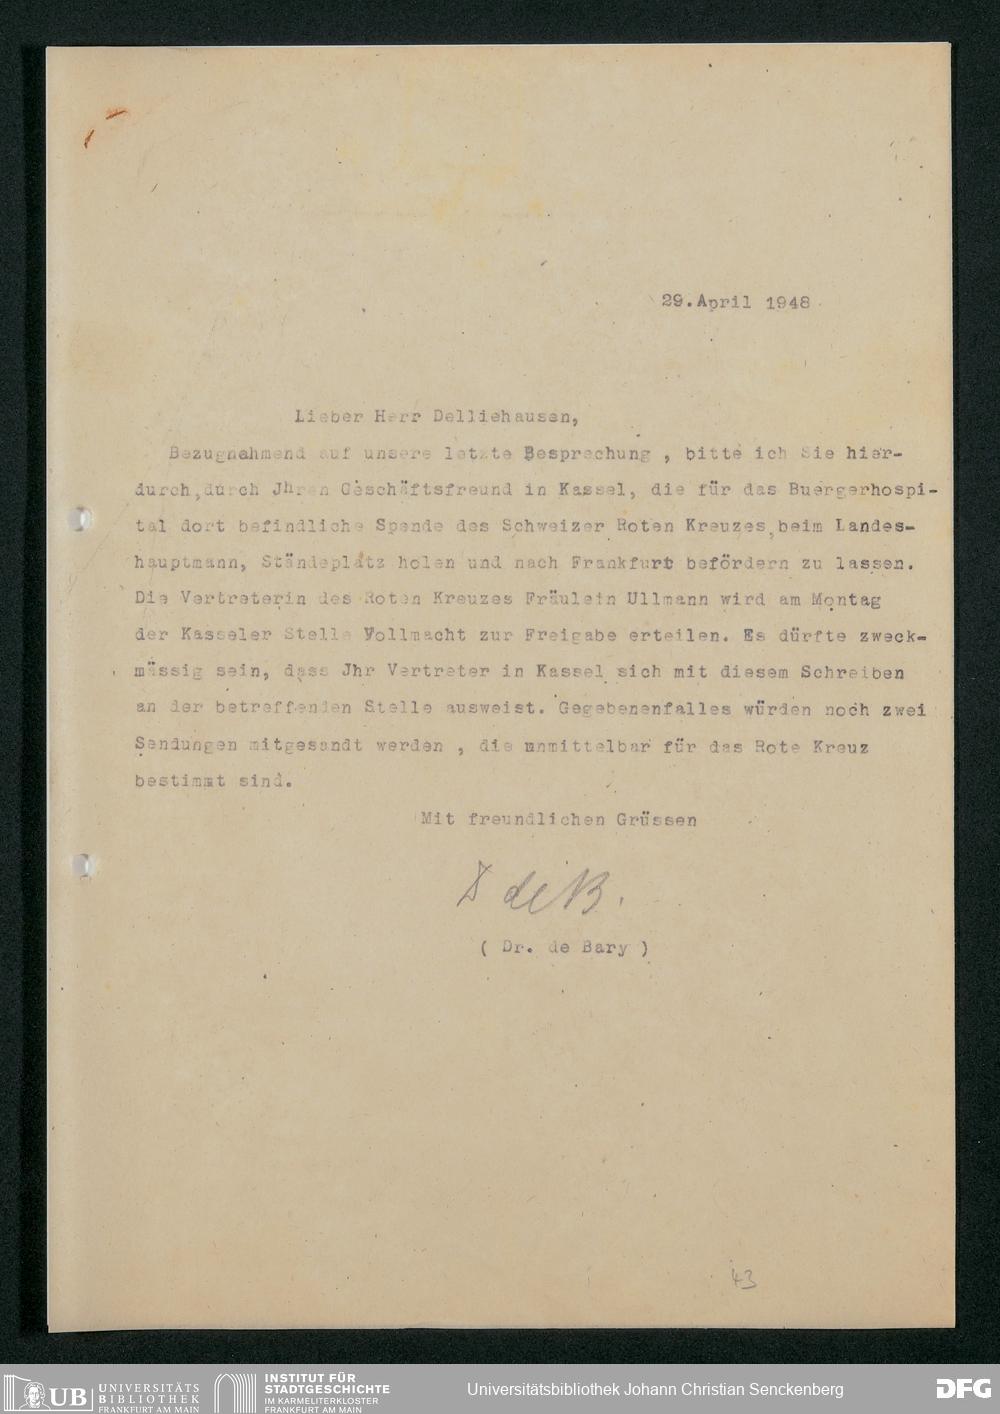 29.April 1948
Lieber Herr Delliehausen,
Bezugnahmend auf unsere letzte Besprechung , bitte ich Sie hier-
durch,durch Jhren Geschäftsfreund in Kassel, die für das Buergerhospi-
tal dort befindliche Spende des Schweizer Roten Kreuzes,beim Landes-
hauptmann, Ständeplatz holen und nach Frankfurt befördern zu lassen.
Die Vertreterin des Roten Kreuzes Fräulein Ullmann wird am Montag
der Kasseler Stelle Vollmacht zur Freigabe erteilen. Es dürfte zweck-
mässig sein, dass Jhr Vertreter in Kassel sich mit diesem Schreiben
an der betreffenden Stelle ausweist. Gegebenenfalles würden noch zwei
Sendungen mitgesandt werden , die unmittelbar für das Rote Kreuz
bestimmt sind.
Mit freundlichen Grüssen
de B.
( Dr. de Bary )
43
UB UNIVERSITÄTS
BIBLIOTHEK
FRANKFURT AM MAIN
INSTITUT FÜR
STADTGESCHICHTE
IM KARMELITERKLOSTER
FRANKFURT AM MAIN
Universitätsbibliothek Johann Christian Senckenberg
DFG